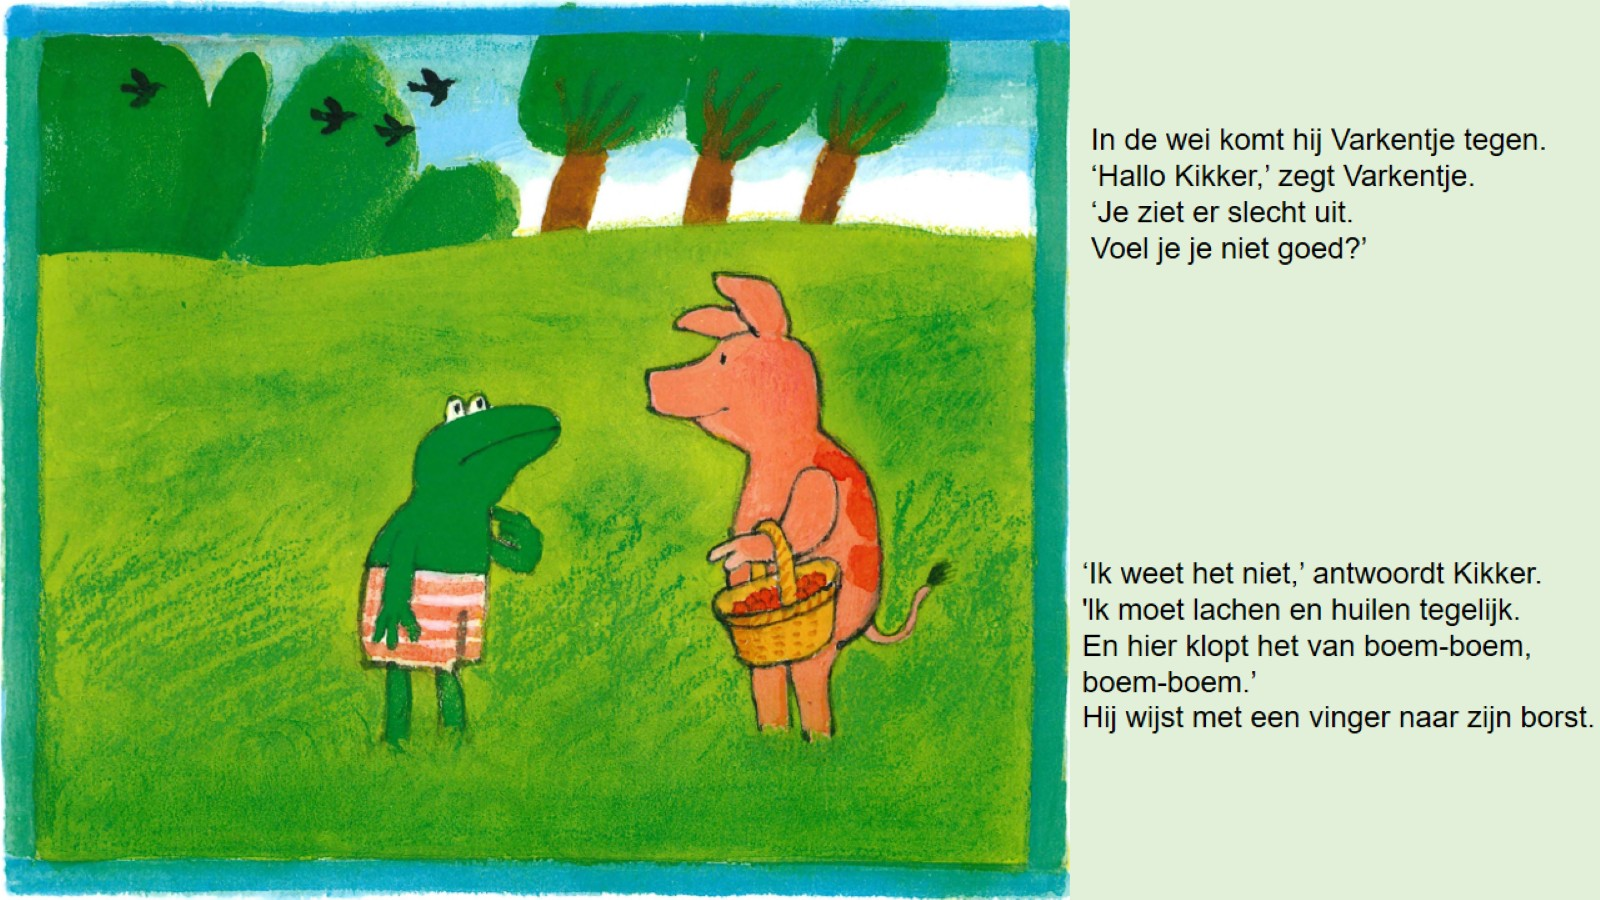 In de wei komt hij Varkentje tegen.
‘Hallo Kikker,’ zegt Varkentje.
‘Je ziet er slecht uit.
Voel je je niet goed?’
‘Ik weet het niet,’ antwoordt Kikker.
'Ik moet lachen en huilen tegelijk.
En hier klopt het van boem-boem,
boem-boem.’
Hij wijst met een vinger naar zijn borst.